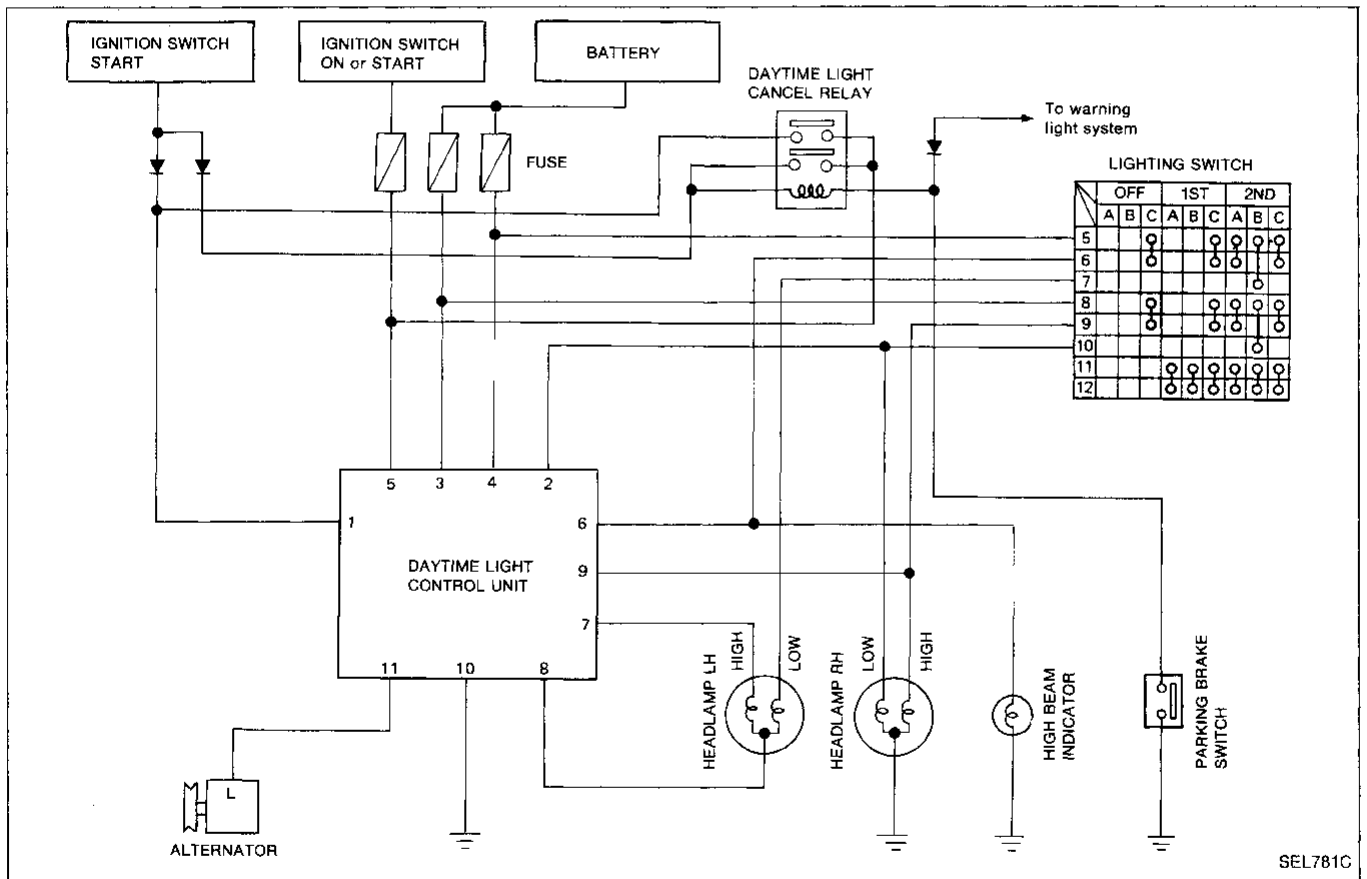 IGNITION SWITCH
START
IGNITION SWITCH
ON or START
BATTERY
DAYTIME LIGHT
CANCEL RELAY
To warning
light system
FUSE
LIGHTING SWITCH
OFF 1ST 2ND
A B C A B C A B C
5
6
7
8
9
10
11
12
5 3 4 2
1
6
DAYTIME LIGHT
CONTROL UNIT
9
7
11 10 8
HEADLAMP LH
HIGH
LOW
HEADLAMP RH
LOW
HIGH
HIGH BEAM
INDICATOR
PARKING BRAKE
SWITCH
L
ALTERNATOR
SEL781C